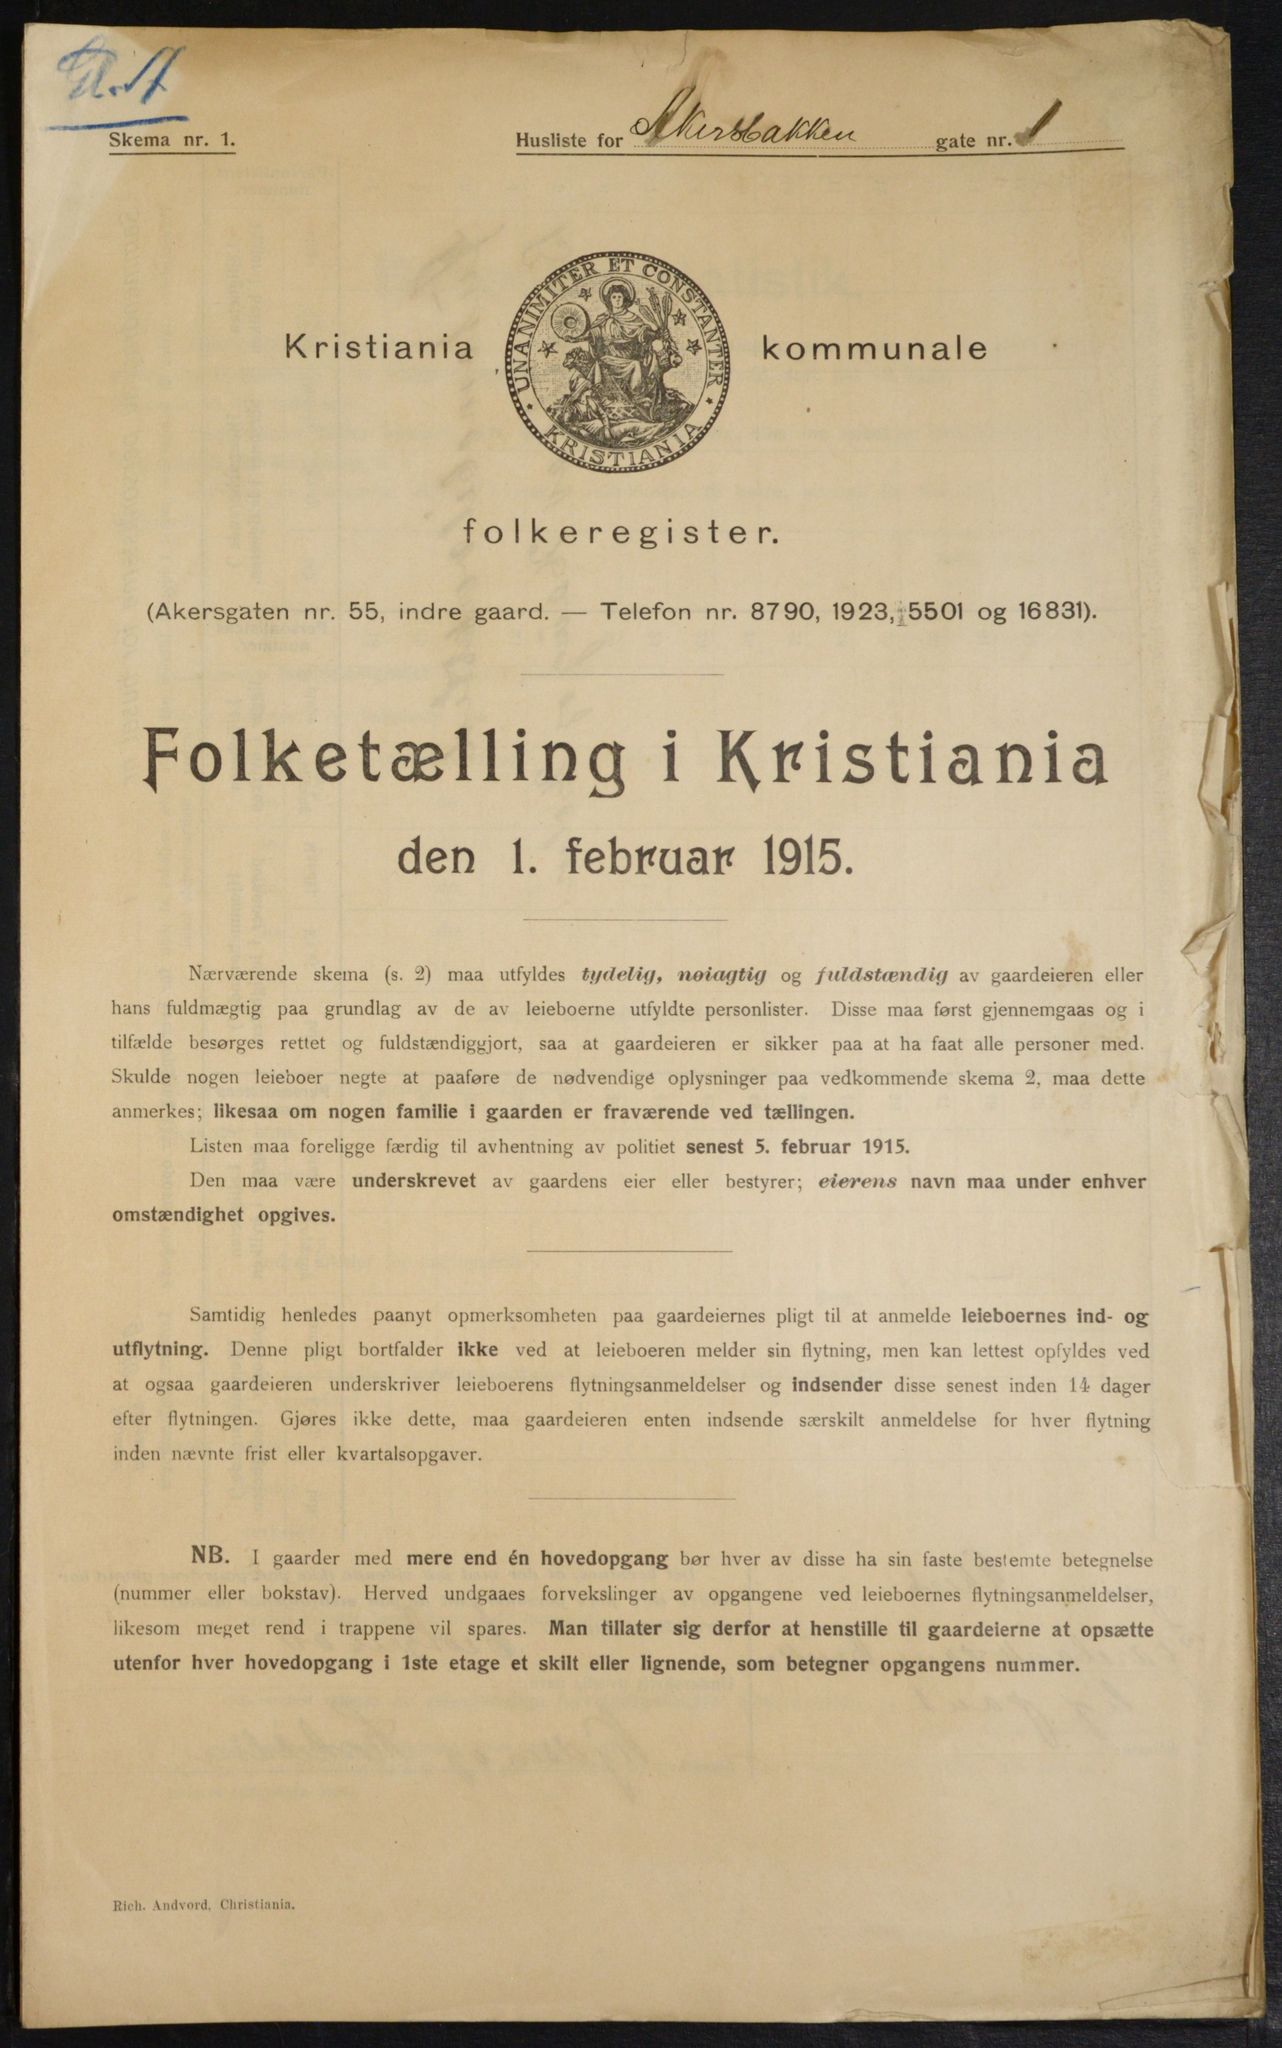 Skema nr. 1.
Husliste for Akersbakken gate nr. 1
UNANIMITER ET CONSTANTER
KRISTIANIA
Kristiania kommunale
folkeregister.
(Akersgaten nr. 55, indre gaard. — Telefon nr. 8790, 1923, 5501 og 16831).
Folketælling i Kristiania
den 1. februar 1915.
Nærværende skema (s. 2) maa utfyldes tydelig, nøiagtig og fuldstændig av gaardeieren eller
hans fuldmægtig paa grundlag av de av leieboerne utfyldte personlister. Disse maa først gjennemgaas og i
tilfælde besørges rettet og fuldstændiggjort, saa at gaardeieren er sikker paa at ha faat alle personer med.
Skulde nogen leieboer negte at paaføre de nødvendige oplysninger paa vedkommende skema 2, maa dette
anmerkes; likesaa om nogen familie i gaarden er fraværende ved tællingen.
Listen maa foreligge færdig til avhentning av politiet senest 5. februar 1915.
Den maa være underskrevet av gaardens eier eller bestyrer; eierens navn maa under enhver
omstændighet opgives.
Samtidig henledes paanyt opmerksomheten paa gaardeiernes pligt til at anmelde leieboernes ind- og
utflytning. Denne pligt bortfalder ikke ved at leieboeren melder sin flytning, men kan lettest opfyldes ved
at ogsaa gaardeieren underskriver leieboerens flytningsanmeldelser og indsender disse senest inden 14 dager
efter flytningen. Gjøres ikke dette, maa gaardeieren enten indsende særskilt anmeldelse for hver flytning
inden nævnte frist eller kvartalsopgaver.
NB. I gaarder med mere end én hovedopgang bør hver av disse ha sin faste bestemte betegnelse
(nummer eller bokstav). Herved undgaaes forvekslinger av opgangene ved leieboernes flytningsanmeldelser,
likesom meget rend i trappene vil spares. Man tillater sig derfor at henstille til gaardeierne at opsætte
utenfor hver hovedopgang i 1ste etage et skilt eller lignende, som betegner opgangens nummer.
Rich. Andvord, Christiania.